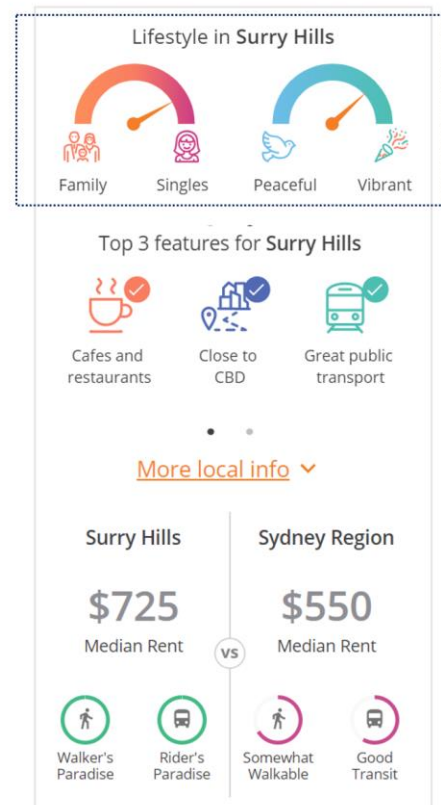 Lifestyle in Surry Hills
Family Singles Peaceful Vibrant
Top 3 features for Surry Hills
Cafes and restaurants
Close to CBD
Great public transport
More local info
Surry Hills
$725
Median Rent
Walker's Paradise
Rider's Paradise
vs
Sydney Region
$550
Median Rent
Somewhat Walkable
Good Transit